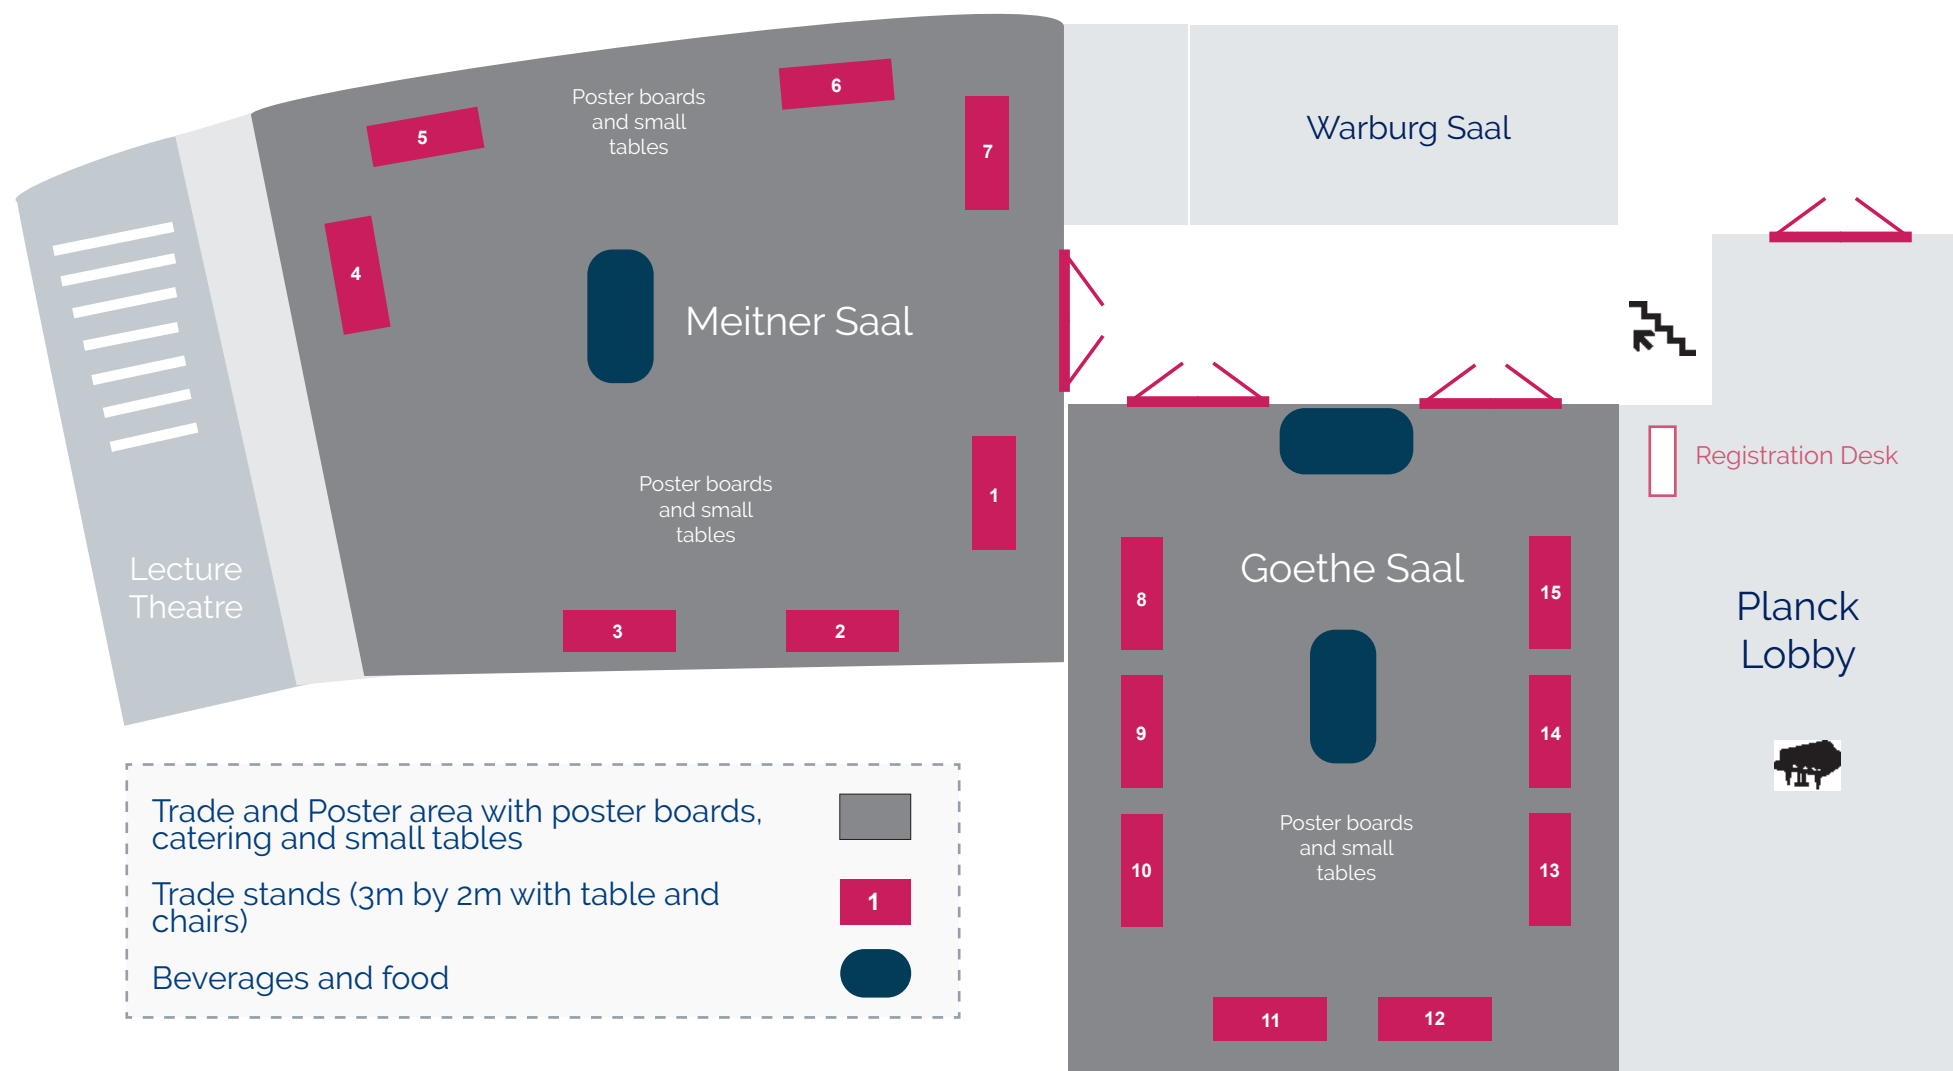 Poster boards
and small
tables
5
6
7
4
Meitner Saal
Poster boards
and small
tables
1
3
2
Lecture
Theatre
Warburg Saal
Registration Desk
Goethe Saal
8
15
9
14
Poster boards
and small
tables
10
13
11
12
Planck
Lobby
Trade and Poster area with poster boards,
catering and small tables
Trade stands (3m by 2m with table and
chairs)
1
Beverages and food